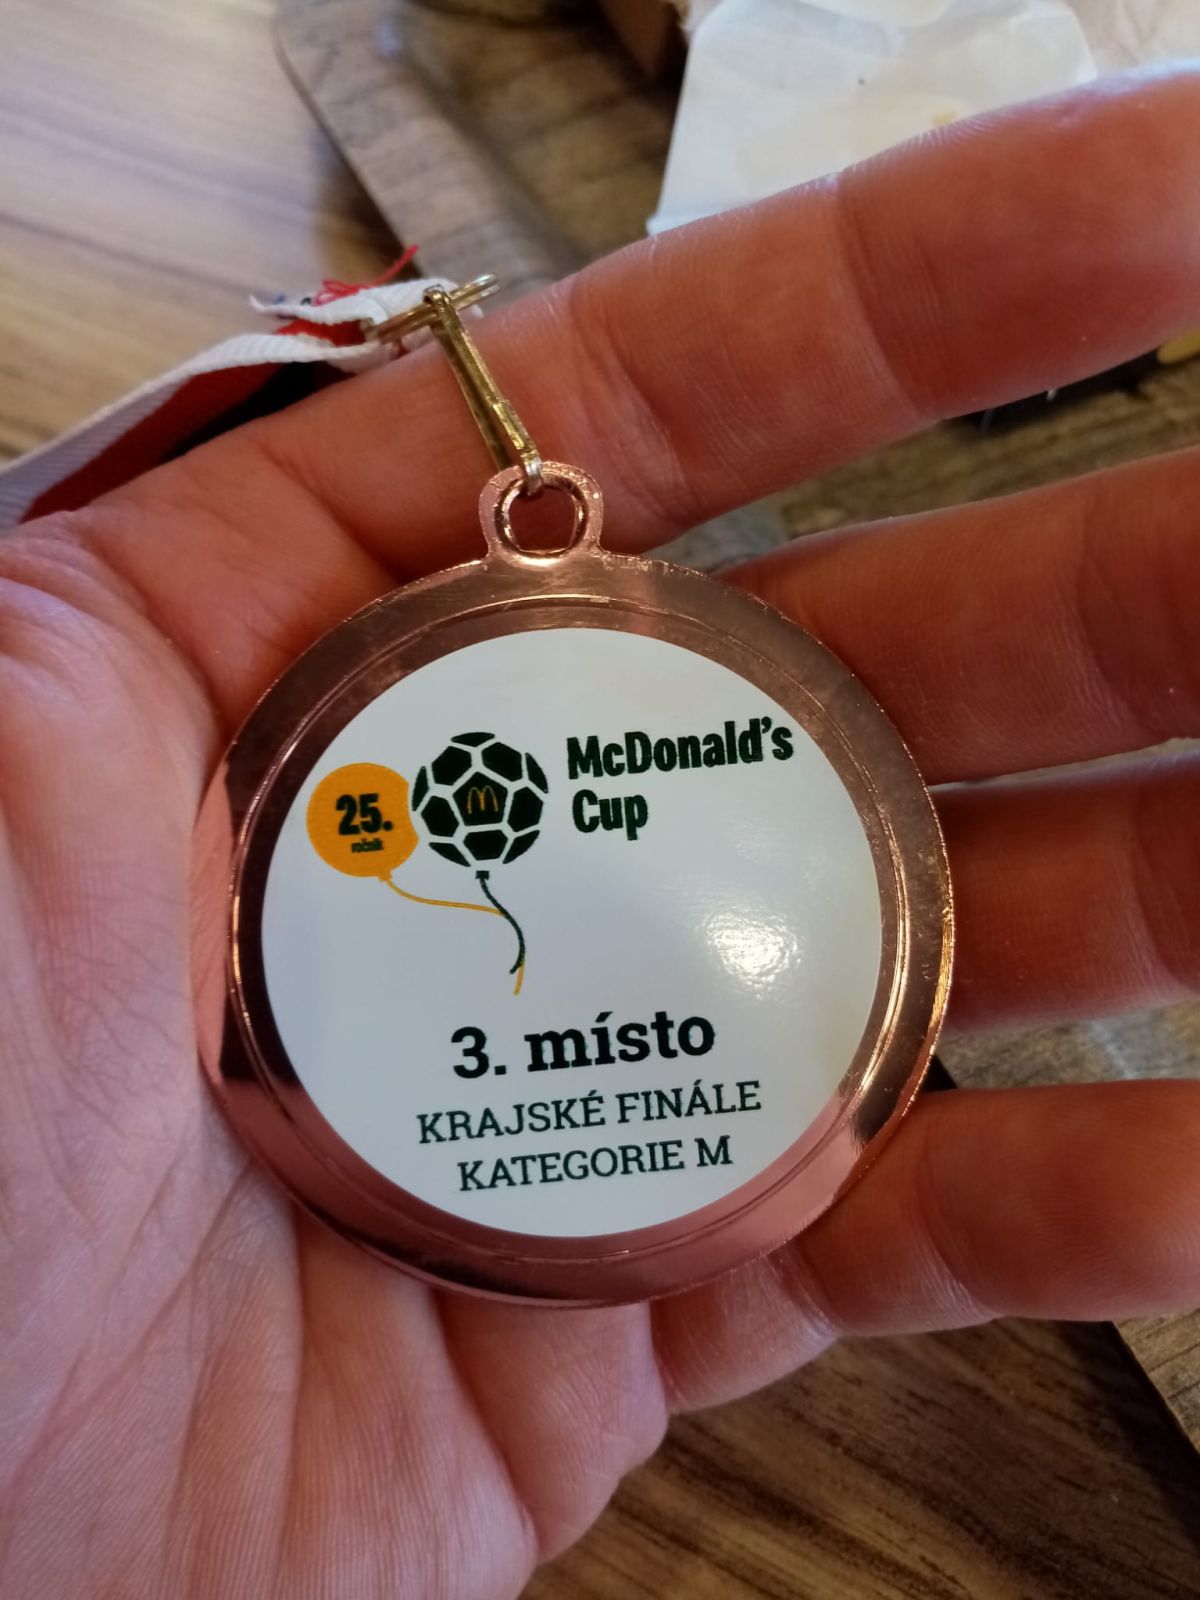 25.
ročník
McDonald's
Cup
3. místo
KRAJSKÉ FINÁLE
KATEGORIE M